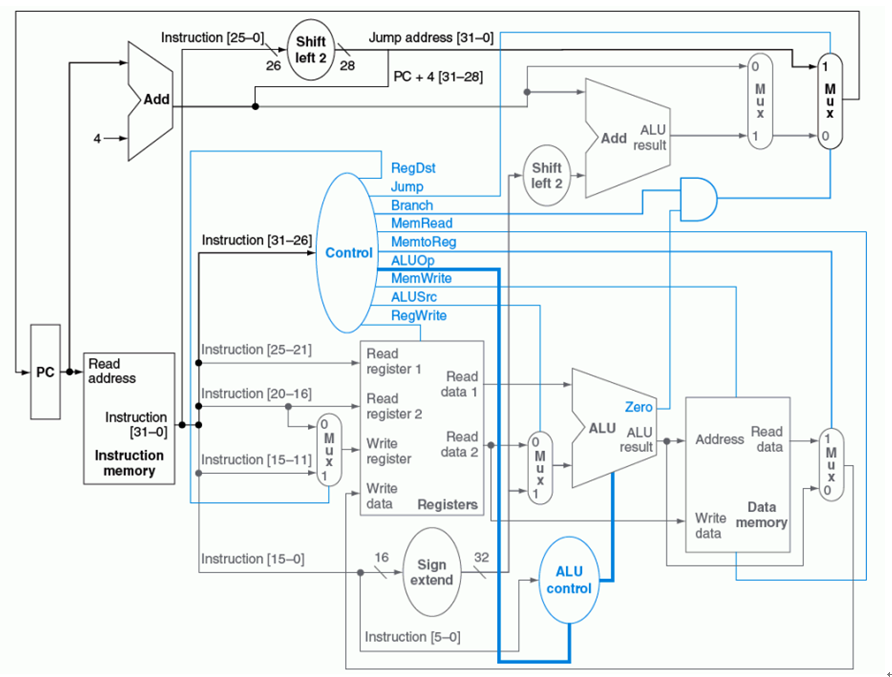 Instruction [25–0]
26
Shift
left 2
28
Jump address [31–0]
PC + 4 [31–28]
Add
4
0
Mux
1
1
Mux
0
Add
ALU
result
Shift
left 2
RegDst
Jump
Branch
MemRead
MemtoReg
ALUOp
MemWrite
ALUSrc
RegWrite
Instruction [31–26]
Control
PC
Read
address
Instruction
[31–0]
Instruction
memory
Instruction [25–21]
Instruction [20–16]
Instruction [15–11]
0
Mux
1
Read
register 1
Read
register 2
Write
register
Write
data
Read
data 1
Read
data 2
Registers
0
Mux
1
Zero
ALU
ALU
result
Address
Read
data
Write
data
Data
memory
1
Mux
0
Instruction [15–0]
16
Sign
extend
32
ALU
control
Instruction [5–0]